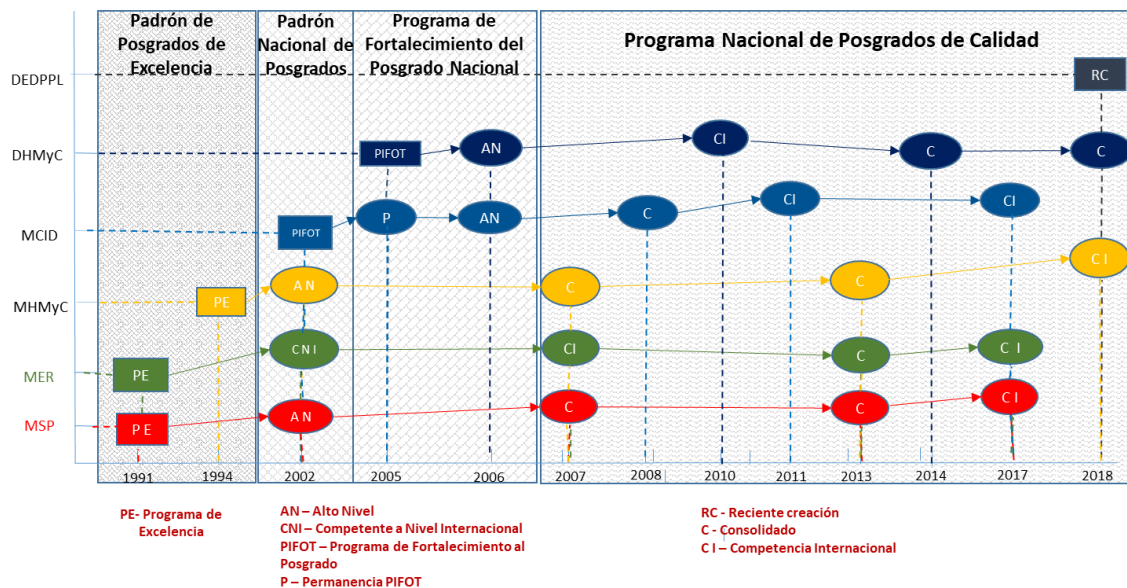 Padrón de
Posgrados de
Excelencia
Padrón
Nacional de
Posgrados
Programa de
Fortalecimiento del
Posgrado Nacional
Programa Nacional de Posgrados de Calidad
DEDPPL
RC
DHMyC
PIFOT
AN
CI
C
C
MCID
PIFOT
P
AN
C
CI
CI
MHMyC
PE
A N
C
C
C I
MER
PE
C N I
CI
C
C I
MSP
P E
A N
C
C
C I
1991
1994
2002
2005
2006
2007
2008
2010
2011
2013
2014
2017
2018
PE- Programa de
Excelencia
AN – Alto Nivel
CNI – Competente a Nivel Internacional
PIFOT – Programa de Fortalecimiento al
Posgrado
P – Permanencia PIFOT
RC - Reciente creación
C - Consolidado
C I – Competencia Internacional